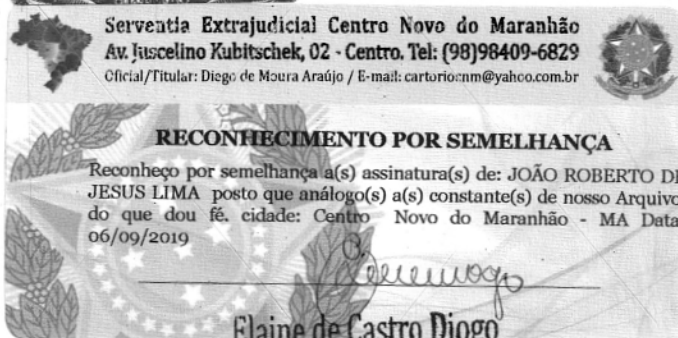 Serventia Extrajudicial Centro Novo do Maranhão
Av. Juscelino Kubitschek, 02 - Centro. Tel: (98)98409-6829
Oficial/Titular: Diego de Moura Araújo / E-mail: cartoriocnm@yahoo.com.br
RECONHECIMENTO POR SEMELHANÇA
Reconheço por semelhança a(s) assinatura(s) de: JOÃO ROBERTO DE
JESUS LIMA posto que análogo(s) a(s) constante(s) de nosso Arquivo
do que dou fé. cidade: Centro Novo do Maranhão - MA Data
06/09/2019
Elaine de Castro Diogo